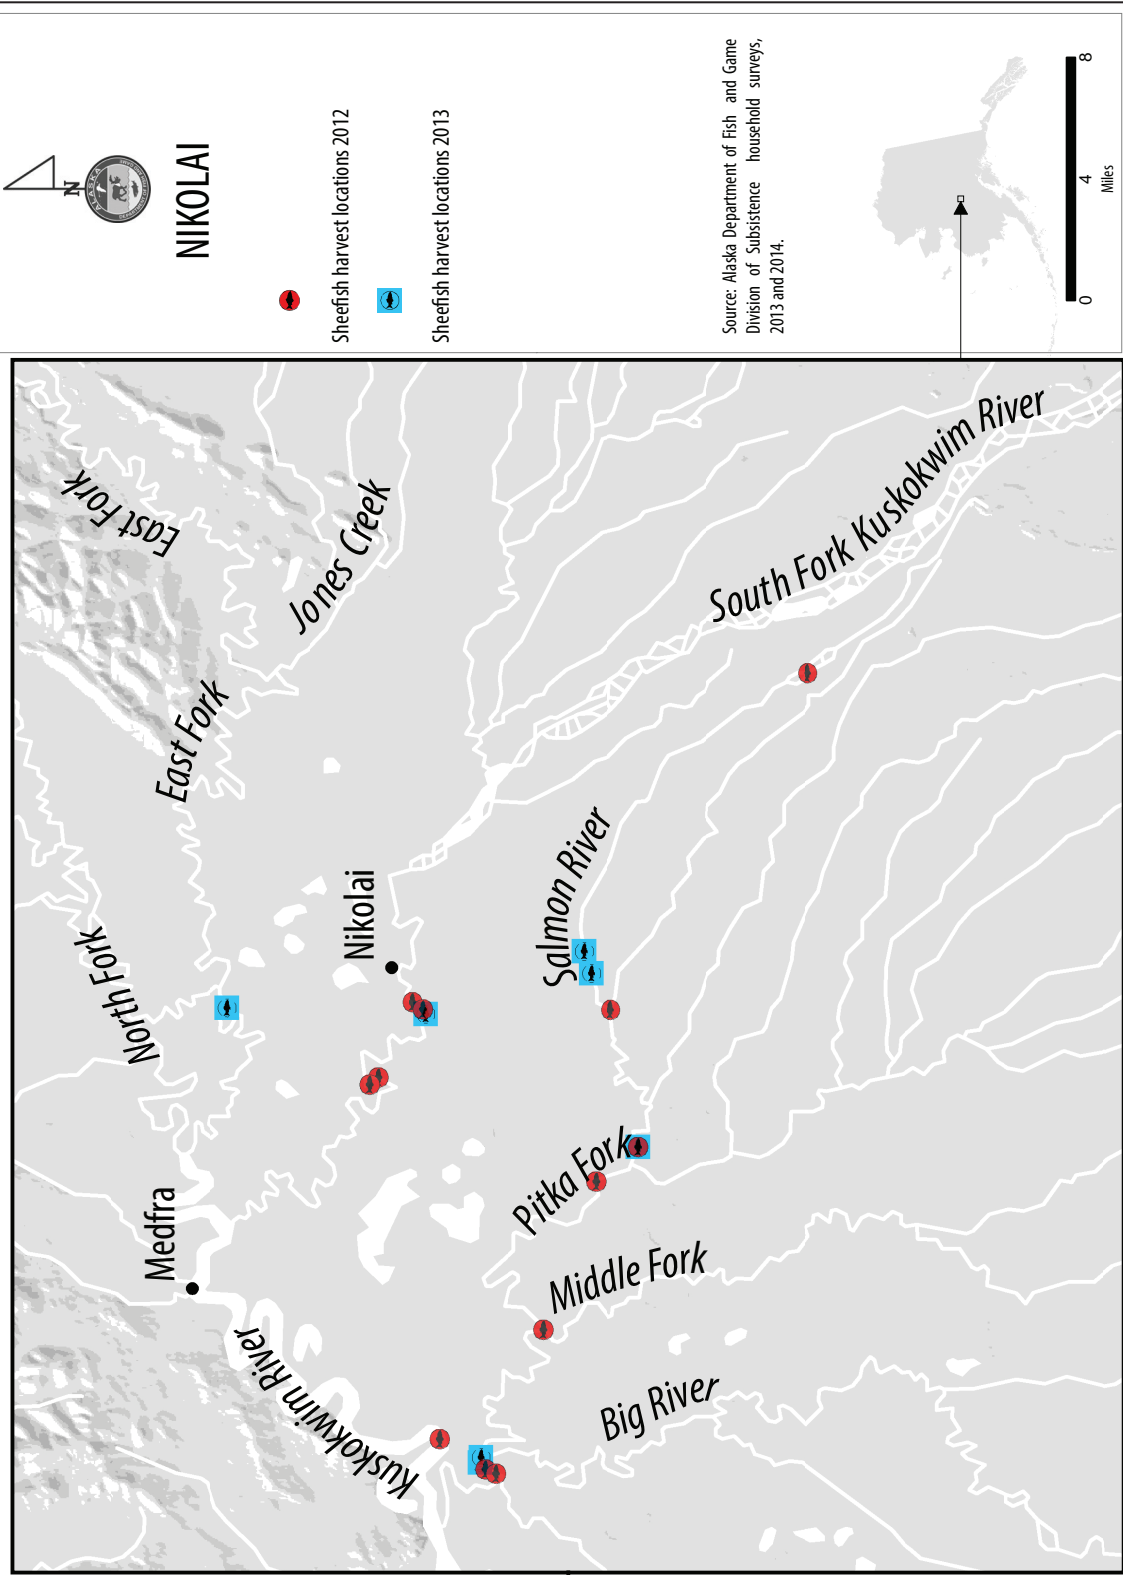 N
ALASKA
NIKOLAI
Sheefish harvest locations 2012
Sheefish harvest locations 2013
Source: Alaska Department of Fish and Game
Division of Subsistence household surveys,
2013 and 2014.
0 4 8
Miles
East Fork
East Fork
Jones Creek
North Fork
Nikolai
Medfra
Kuskokwim River
South Fork Kuskokwim River
Salmon River
Pitka Fork
Middle Fork
Big River